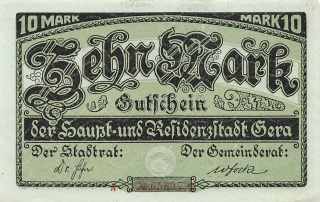 10 MARK MARK 10
Zehn Mark
Gutschein
der Haupt- und Residenzstadt Gera
Der Stadtrat: Der Gemeinderat: